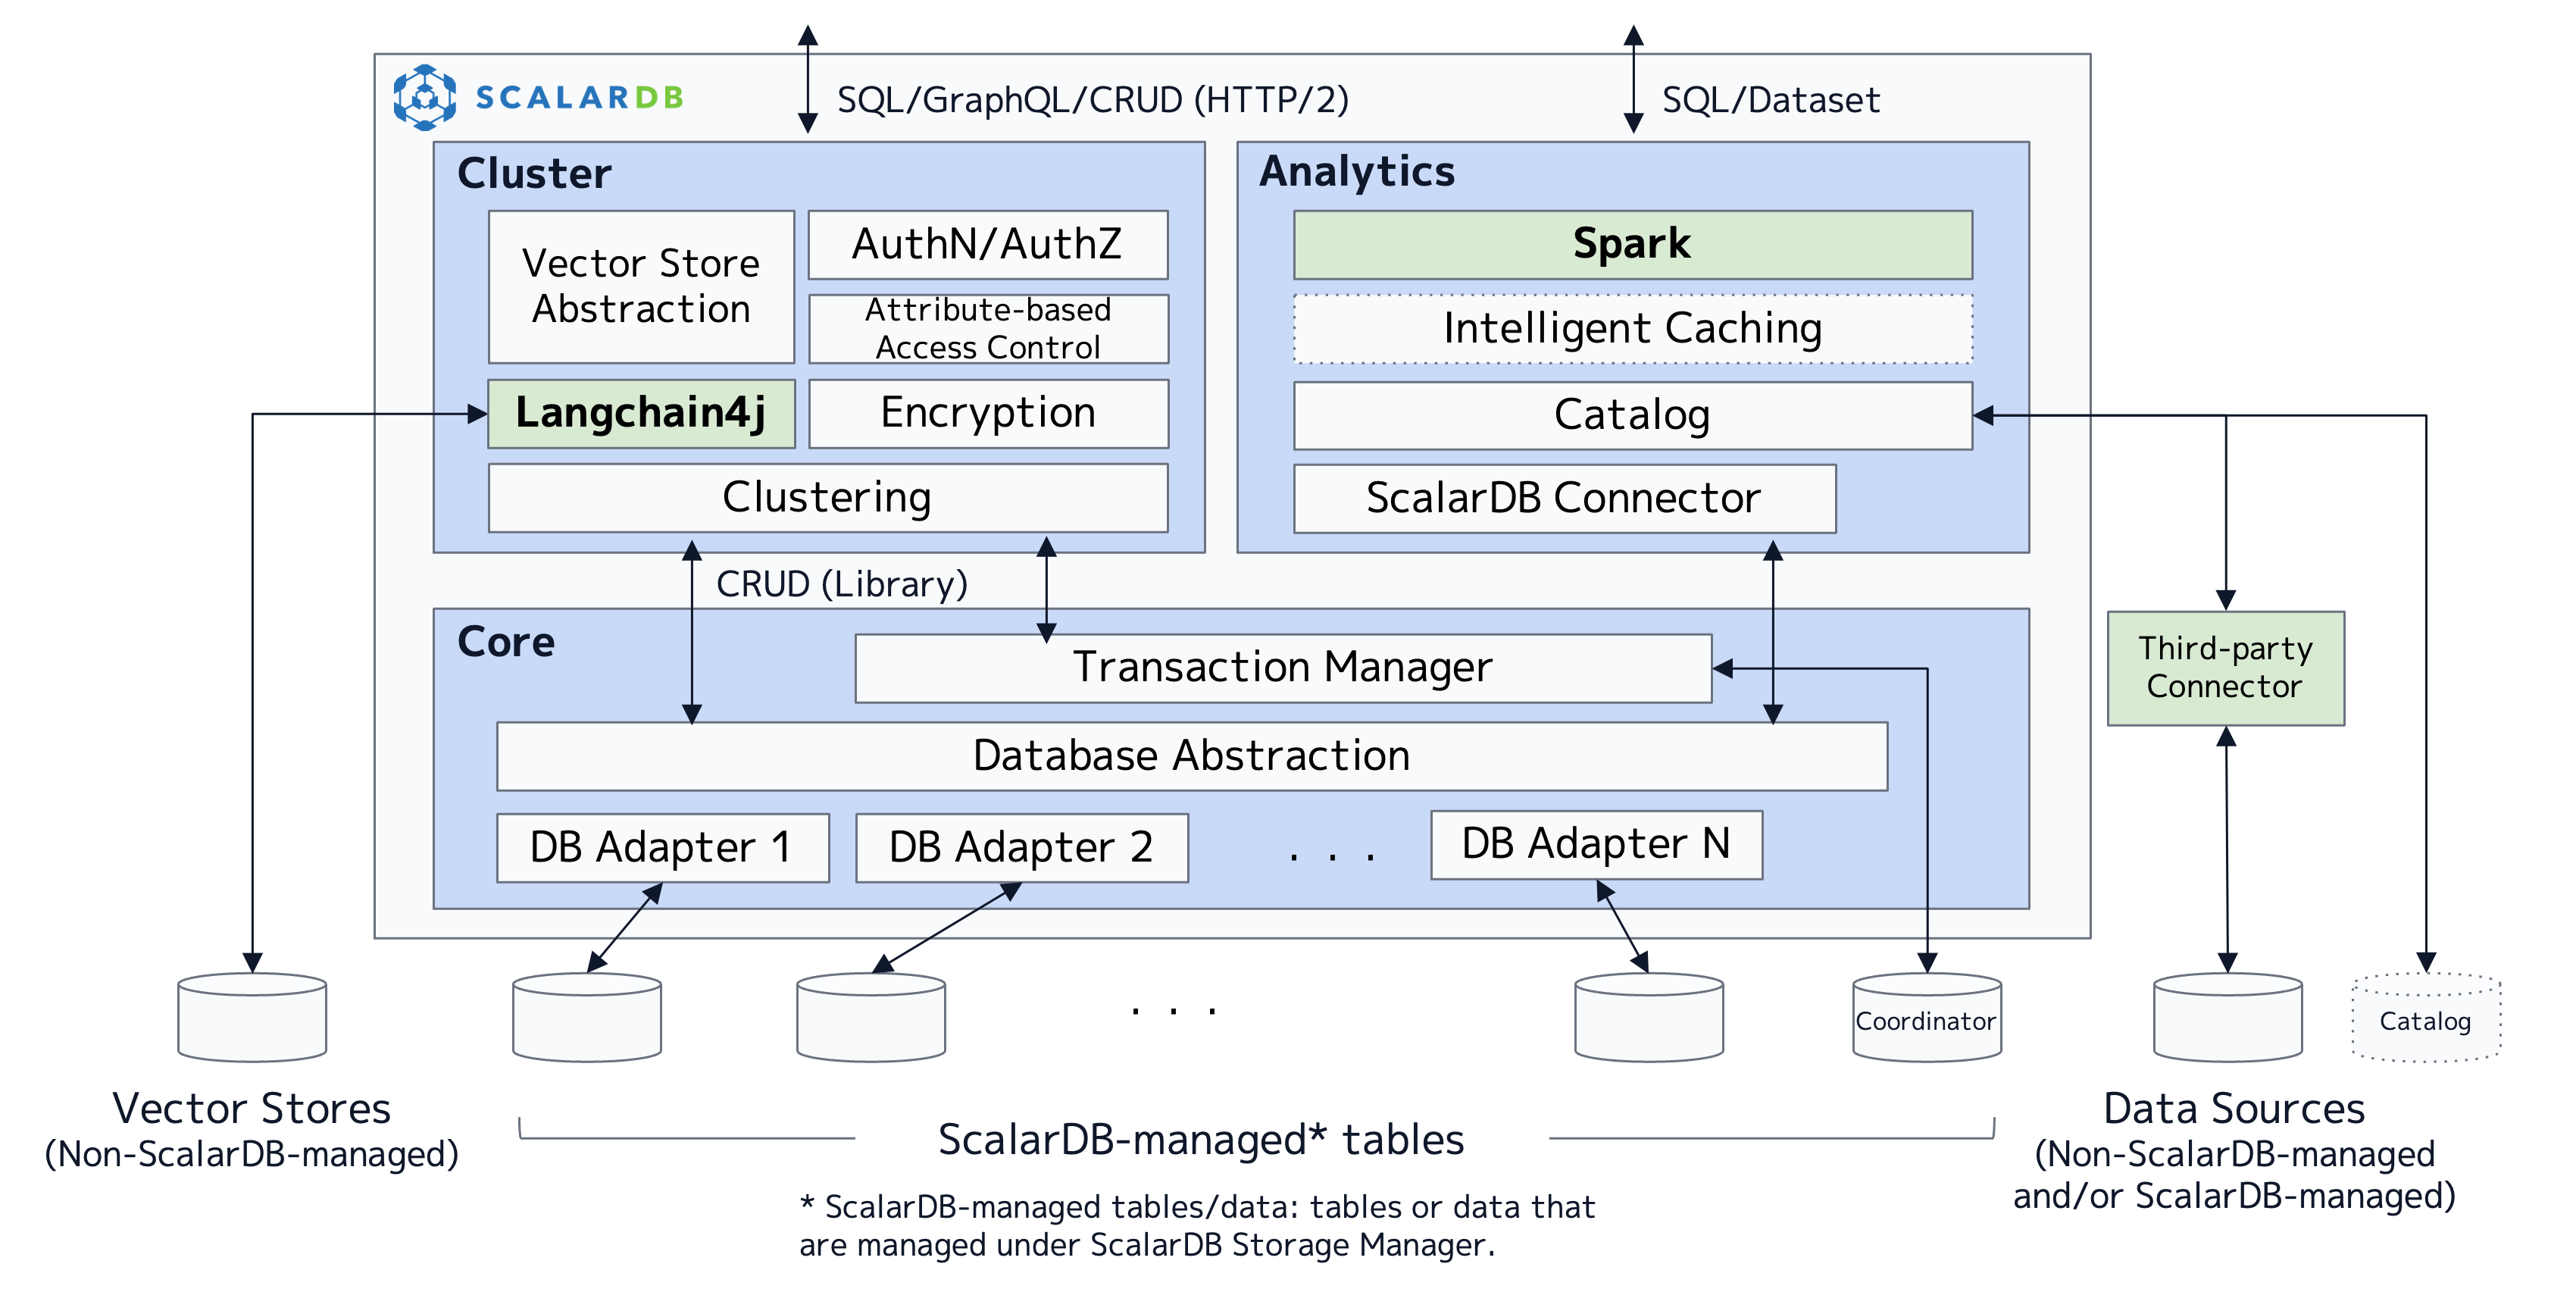 SCALARDB
SQL/GraphQL/CRUD (HTTP/2)
SQL/Dataset
Cluster
Vector Store
Abstraction
AuthN/AuthZ
Attribute-based
Access Control
Langchain4j
Encryption
Clustering
Analytics
Spark
Intelligent Caching
Catalog
ScalarDB Connector
CRUD (Library)
Core
Transaction Manager
Database Abstraction
DB Adapter 1
DB Adapter 2
. . .
DB Adapter N
Third-party
Connector
. . .
Coordinator
Catalog
Vector Stores
(Non-ScalarDB-managed)
ScalarDB-managed* tables
Data Sources
(Non-ScalarDB-managed
and/or ScalarDB-managed)
* ScalarDB-managed tables/data: tables or data that
are managed under ScalarDB Storage Manager.